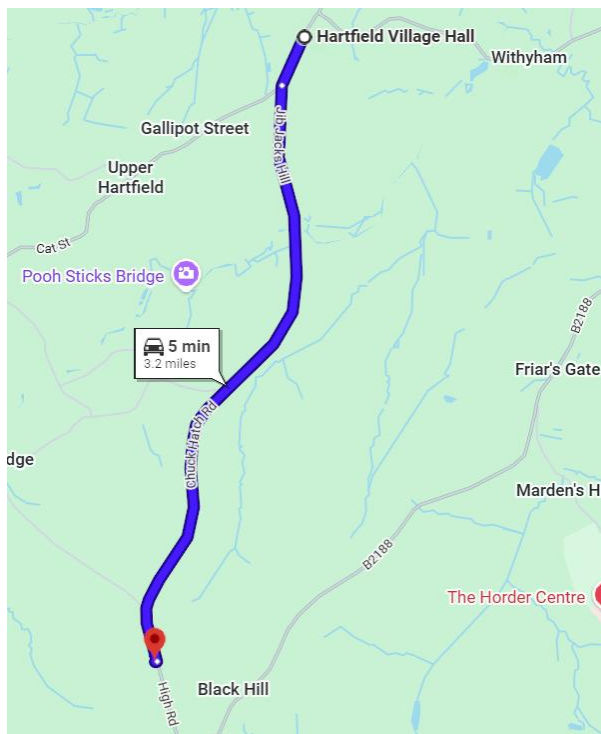 Hartfield Village Hall
Withyham
Gallipot Street
Jib Jacks Hill
Upper
Hartfield
Cat St
Pooh Sticks Bridge
B2188
5 min
3.2 miles
Friar's Gate
Chuck Hatch Rd
dge
Marden's H
B2188
The Horder Centre
Black Hill
High Rd